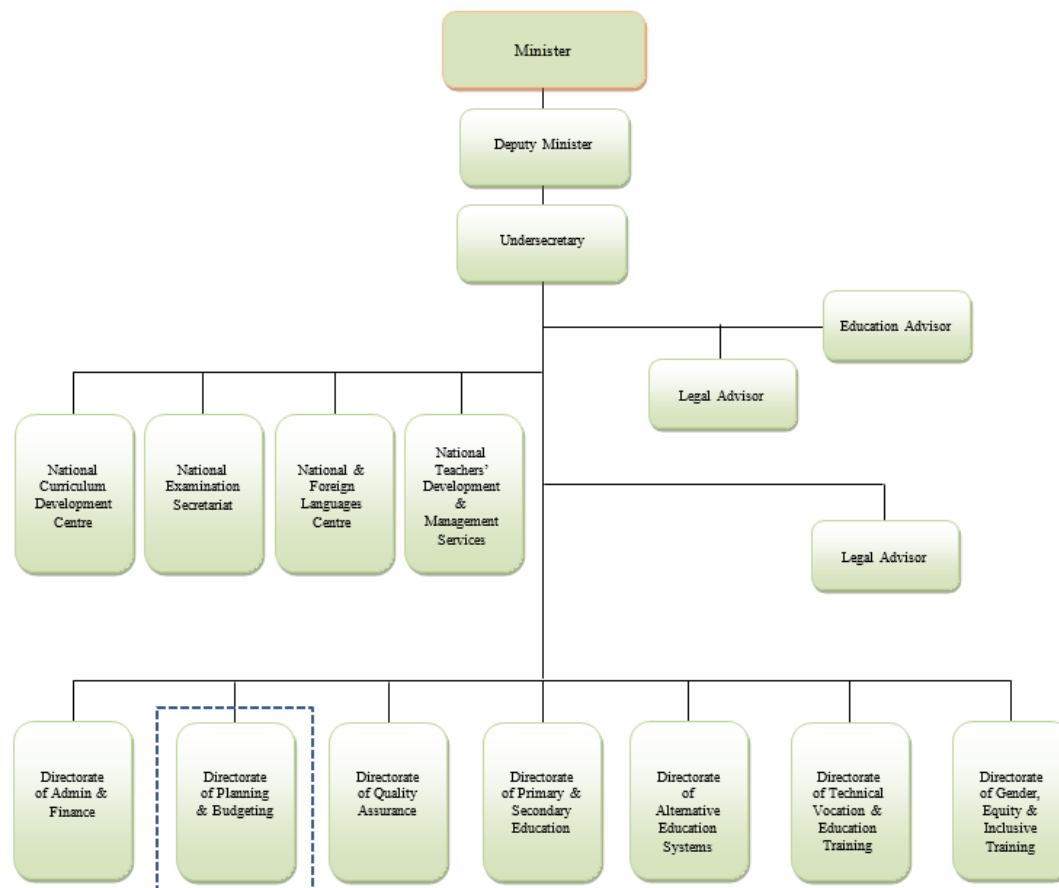 Minister
Deputy Minister
Undersecretary
Education Advisor
Legal Advisor
National
Curriculum
Development
Centre
National
Examination
Secretariat
National &
Foreign
Languages
Centre
National
Teachers’
Development
&
Management
Services
Legal Advisor
Directorate
of Admin &
Finance
Directorate
of Planning
& Budgeting
Directorate
of Quality
Assurance
Directorate
of Primary &
Secondary
Education
Directorate
of
Alternative
Education
Systems
Directorate
of Technical
Vocation &
Education
Training
Directorate
of Gender,
Equity &
Inclusive
Training